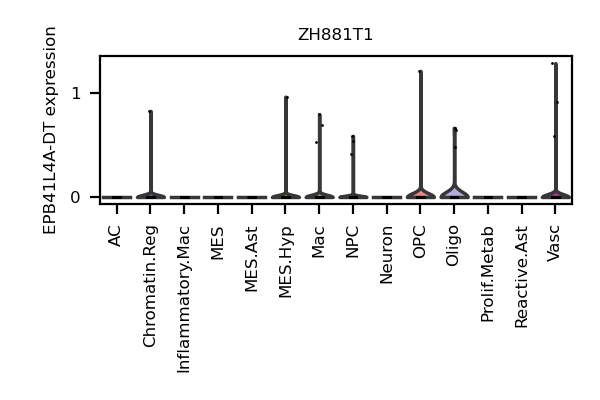 ZH881T1
EPB41L4A-DT expression
1
0
AC
Chromatin.Reg
Inflammatory.Mac
MES
MES.Ast
MES.Hyp
Mac
NPC
Neuron
OPC
Oligo
Prolif.Metab
Reactive.Ast
Vasc